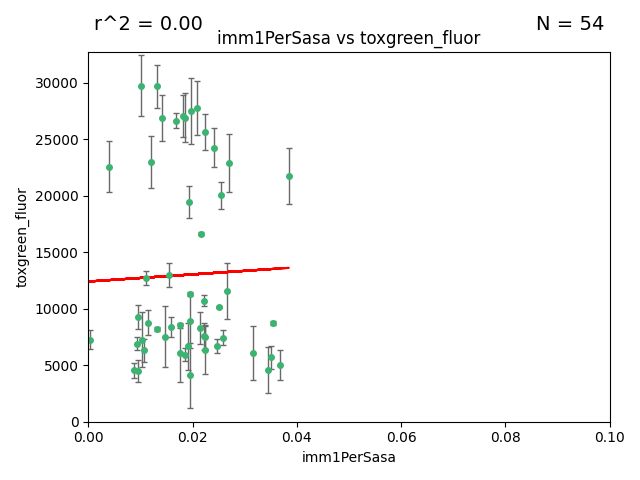 r^2 = 0.00
N = 54
imm1PerSasa vs toxgreen_fluor
30000
25000
20000
15000
10000
5000
0
toxgreen_fluor
0.00
0.02
0.04
0.06
0.08
0.10
imm1PerSasa